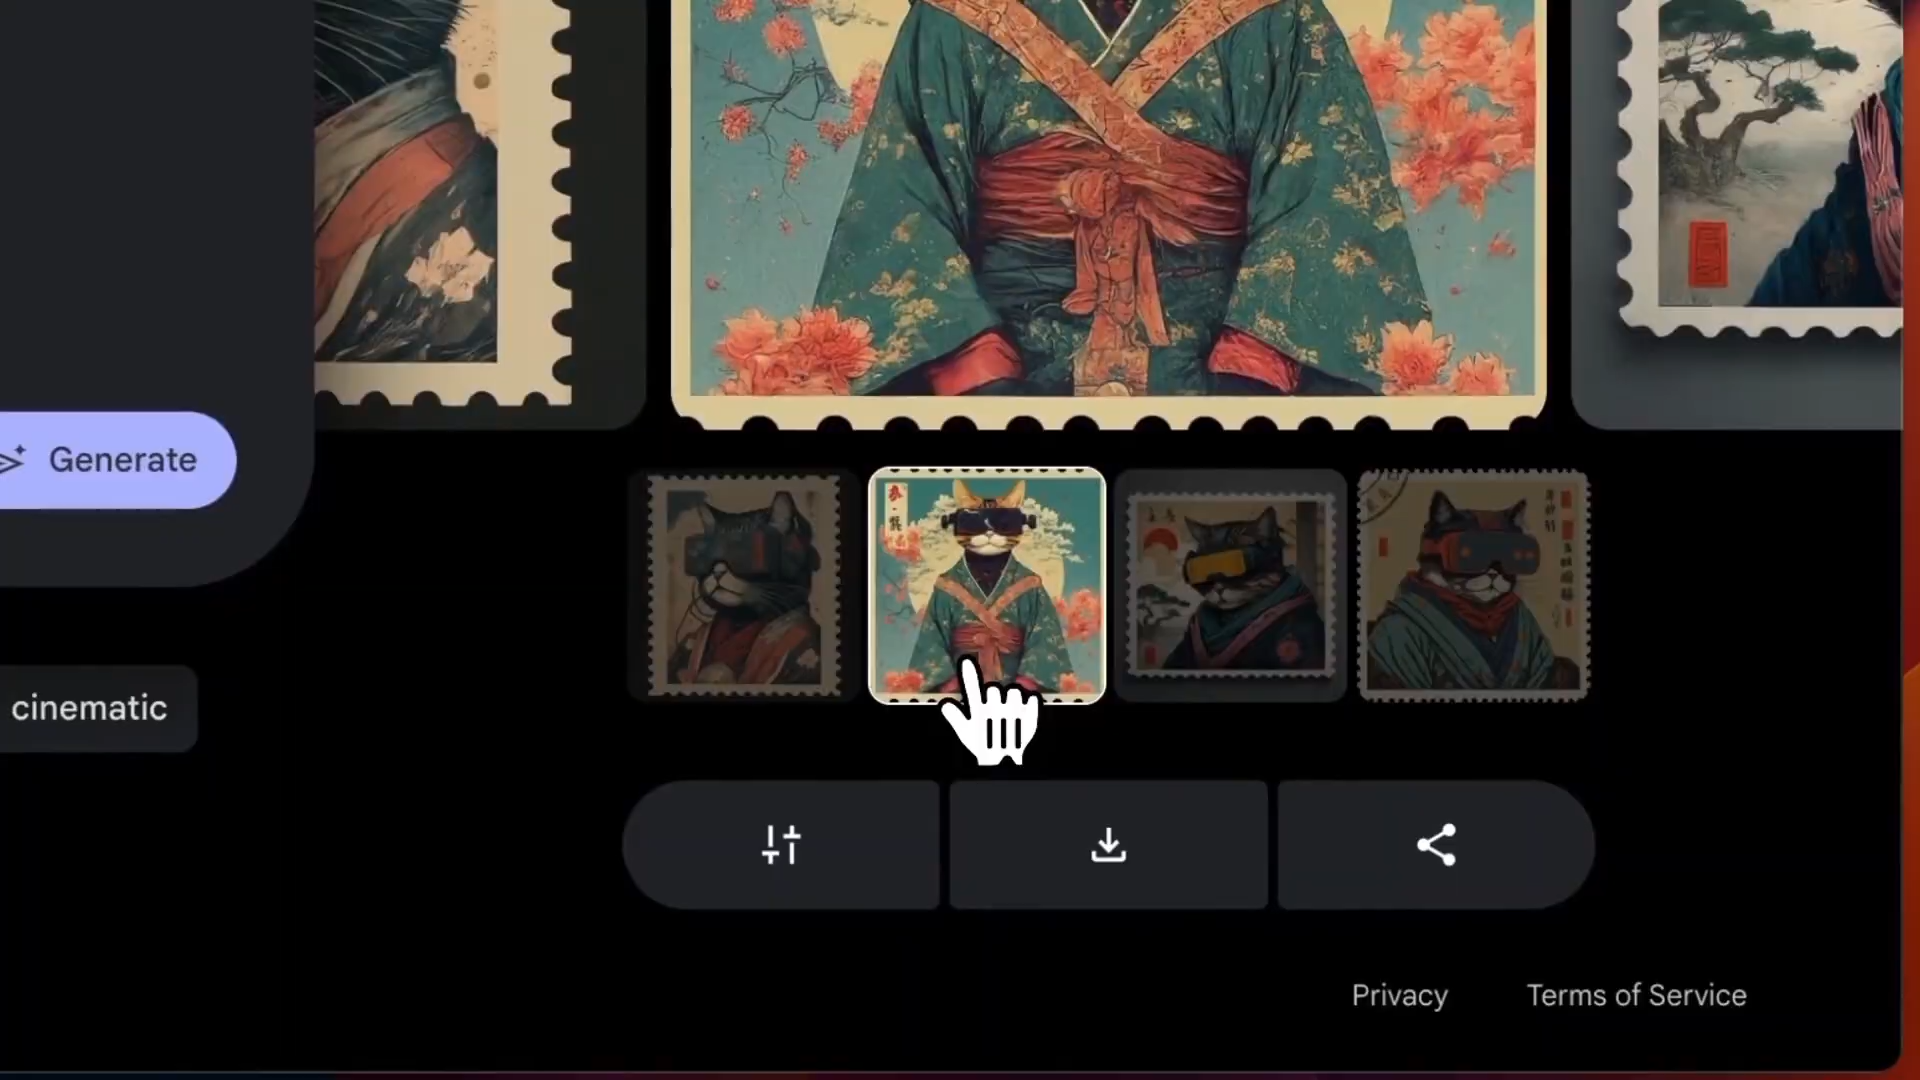 Generate
cinematic
Privacy
Terms of Service